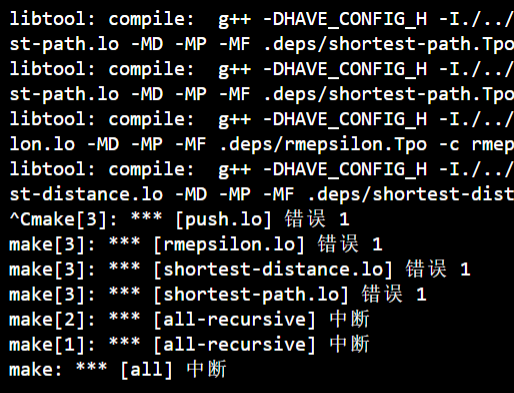 libtool: compile:  g++ -DHAVE_CONFIG_H -I./../
st-path.lo -MD -MP -MF .deps/shortest-path.Tpo
libtool: compile:  g++ -DHAVE_CONFIG_H -I./../
st-path.lo -MD -MP -MF .deps/shortest-path.Tpo
libtool: compile:  g++ -DHAVE_CONFIG_H -I./../
lon.lo -MD -MP -MF .deps/rmepsilon.Tpo -c rmep
libtool: compile:  g++ -DHAVE_CONFIG_H -I./../
st-distance.lo -MD -MP -MF .deps/shortest-dist
^Cmake[3]: *** [push.lo] 错误 1
make[3]: *** [rmepsilon.lo] 错误 1
make[3]: *** [shortest-distance.lo] 错误 1
make[3]: *** [shortest-path.lo] 错误 1
make[2]: *** [all-recursive] 中断
make[1]: *** [all-recursive] 中断
make: *** [all] 中断